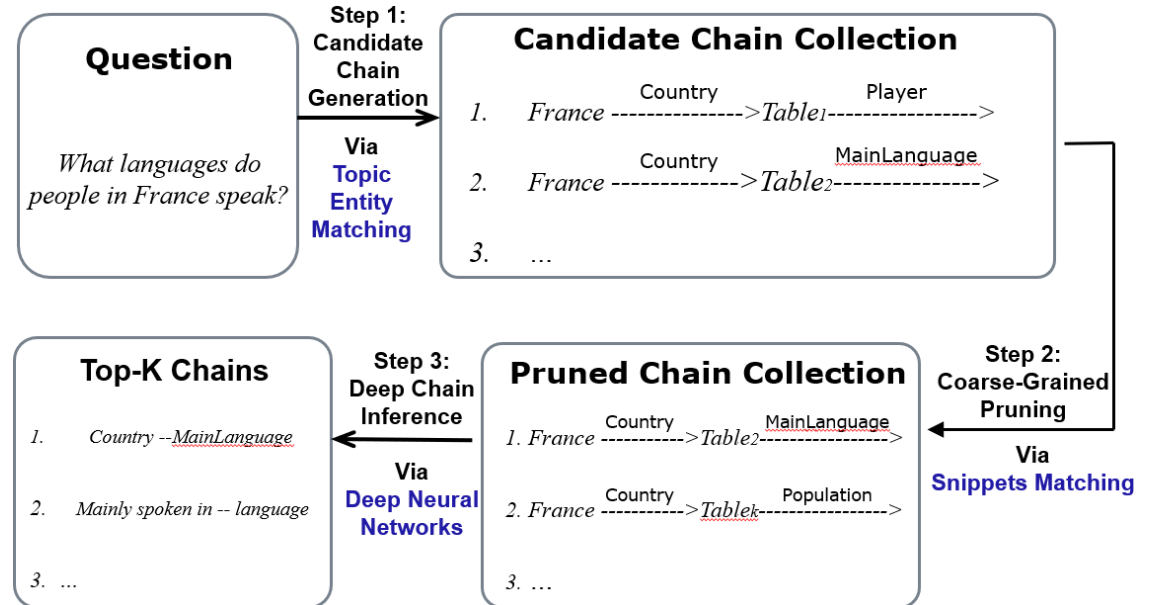 Question
What languages do
people in France speak?
Step 1:
Candidate
Chain
Generation
Via
Topic
Entity
Matching
Candidate Chain Collection
1. France -------------->Table1------------------>
Country
Player
2. France -------------->Table2------------------>
Country
MainLanguage
3. ...
Step 2:
Coarse-Grained
Pruning
Via
Snippets Matching
Pruned Chain Collection
Country
MainLanguage
1. France ---------->Table2---------------->
Country
Population
2. France ---------->Tablek---------------->
3. ...
Step 3:
Deep Chain
Inference
Via
Deep Neural
Networks
Top-K Chains
1. Country --MainLanguage
2. Mainly spoken in -- language
3. ...